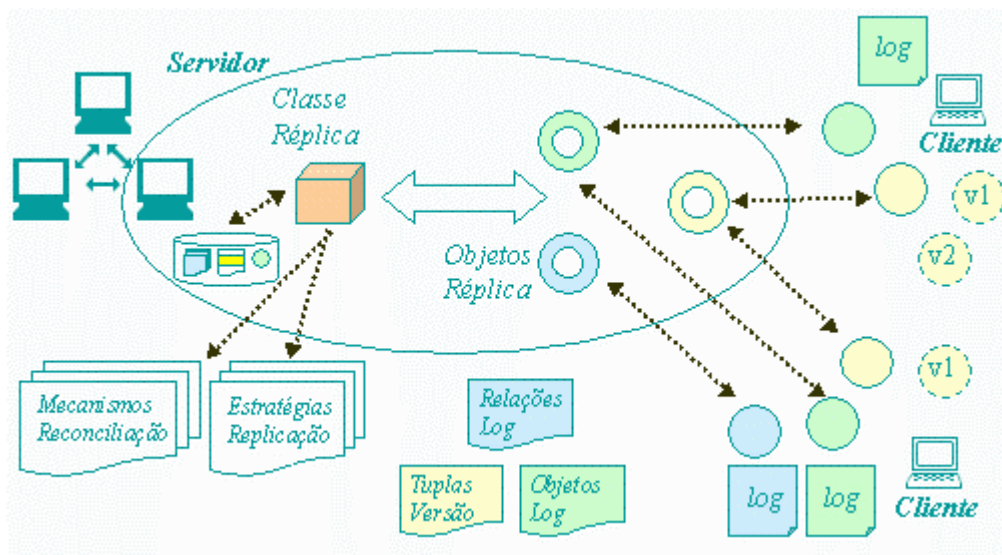 Servidor
Classe
Réplica
log
Cliente
v1
v2
Objetos
Réplica
v1
Mecanismos
Reconciliação
Estratégias
Replicação
Relações
Log
Tuplas
Versão
Objetos
Log
log
log
Cliente